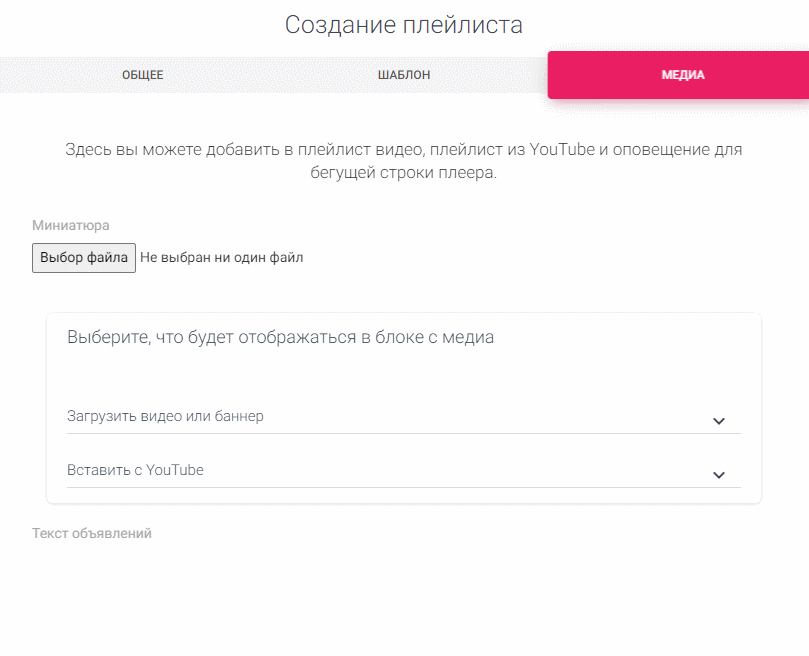 Создание плейлиста
ОБЩЕЕ
ШАБЛОН
МЕДИА
Здесь вы можете добавить в плейлист видео, плейлист из YouTube и оповещение для
бегущей строки плеера.
Миниатюра
Выбор файла Не выбран ни один файл
Выберите, что будет отображаться в блоке с медиа
Загрузить видео или баннер
Вставить с YouTube
Текст объявлений